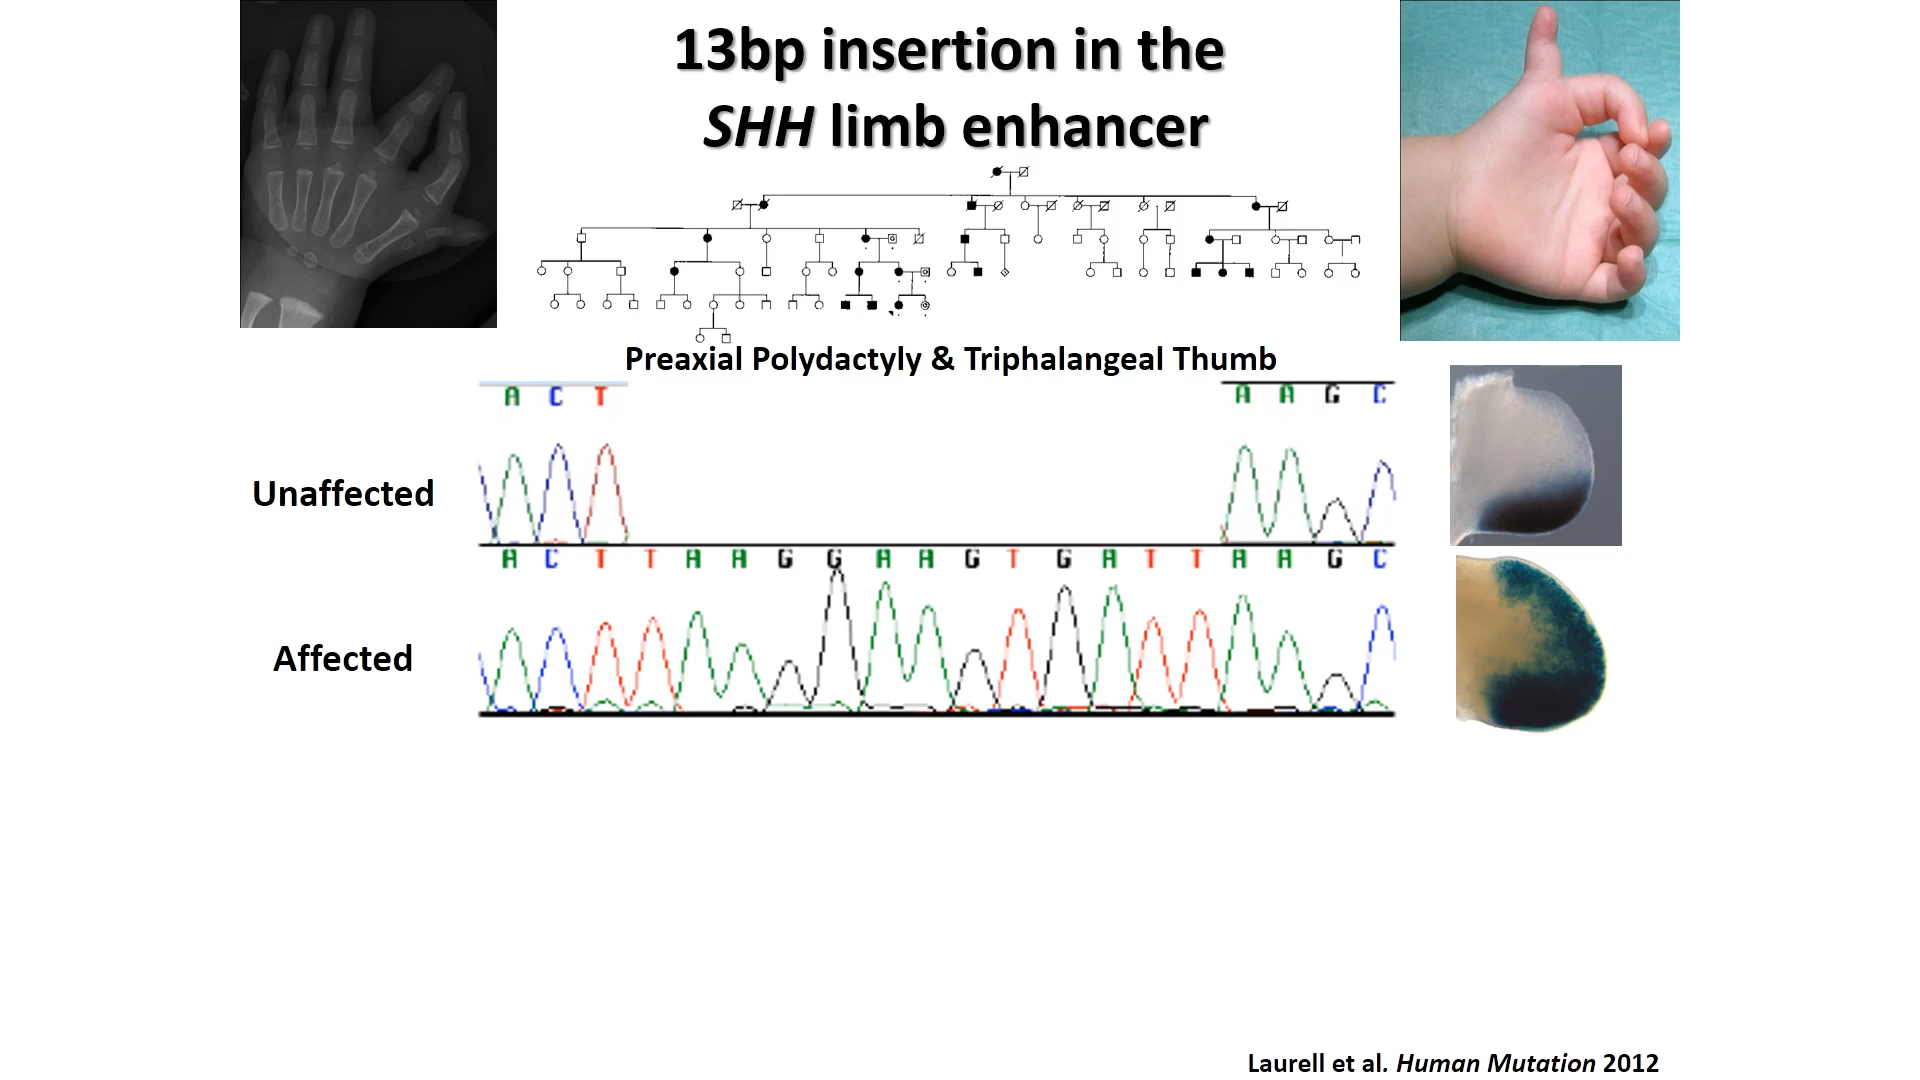 13bp insertion in the
SHH limb enhancer
Preaxial Polydactyly & Triphalangeal Thumb
A C T A A G C
Unaffected
A C T T A A G G A A G T G A T T A A G C
Affected
Laurell et al. Human Mutation 2012